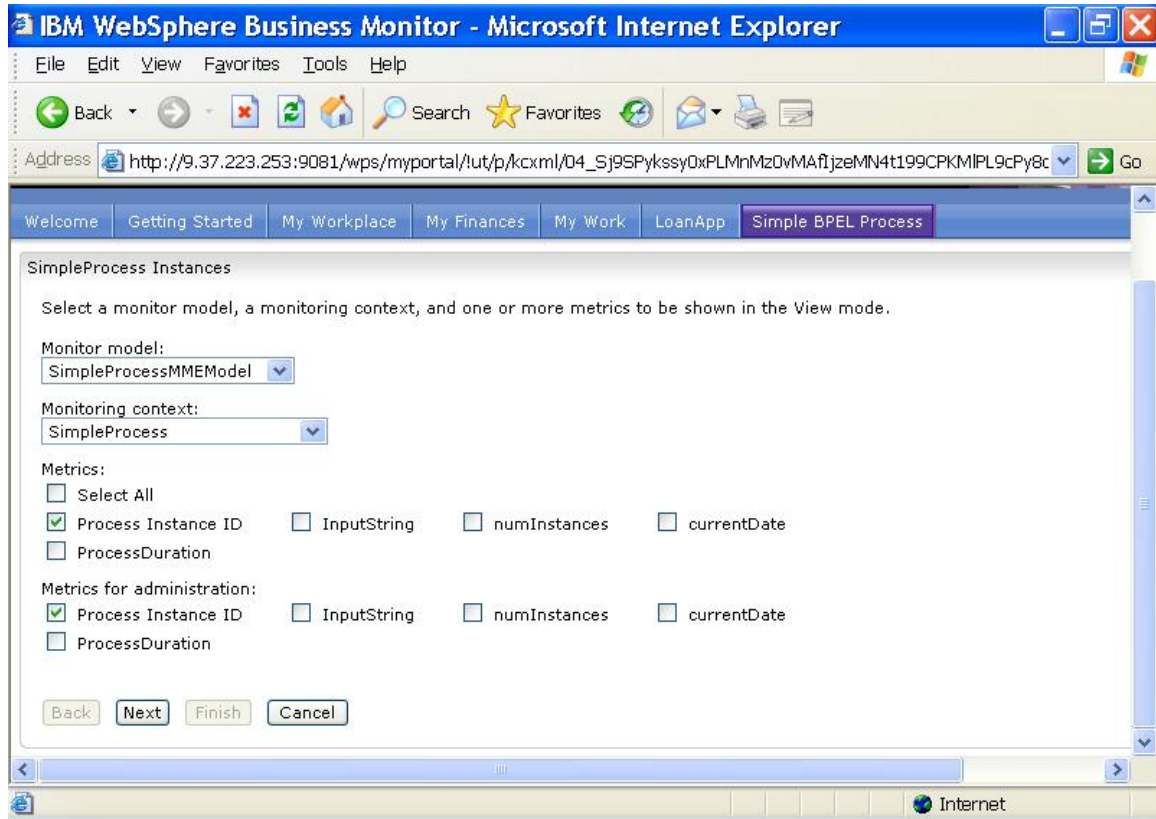 IBM WebSphere Business Monitor - Microsoft Internet Explorer
File Edit View Favorites Tools Help
Back Search Favorites
Address http://9.37.223.253:9081/wps/myportal/!ut/p/kcxml/04_Sj9SPykssy0xPLMnMz0vMAfIjzeMN4t199CPKMlPL9cPy8c Go
Welcome Getting Started My Workplace My Finances My Work LoanApp Simple BPEL Process
SimpleProcess Instances
Select a monitor model, a monitoring context, and one or more metrics to be shown in the View mode.
Monitor model:
SimpleProcessMMEModel
Monitoring context:
SimpleProcess
Metrics:
Select All
Process Instance ID InputString numInstances currentDate
ProcessDuration
Metrics for administration:
Process Instance ID InputString numInstances currentDate
ProcessDuration
Back Next Finish Cancel
Internet